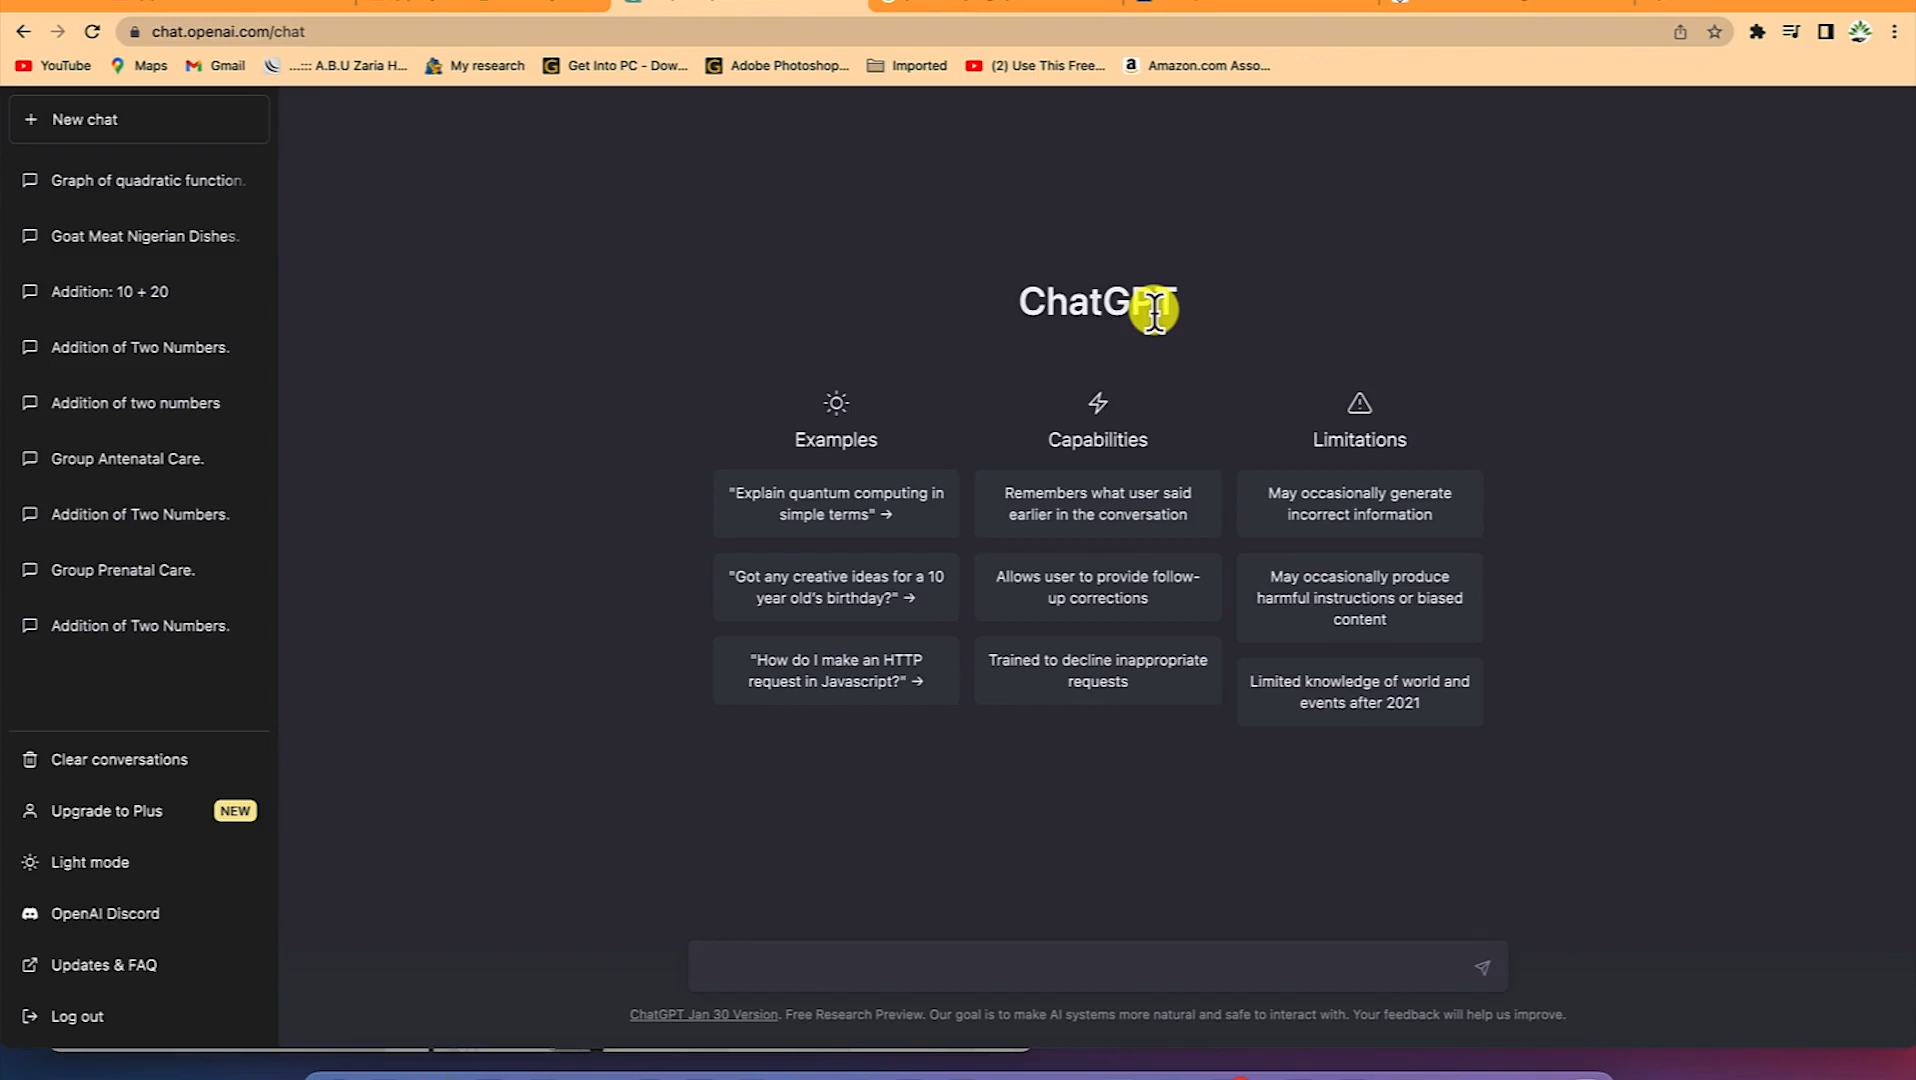 chat.openai.com/chat
YouTube
Maps
Gmail
...::: A.B.U Zaria H...
My research
Get Into PC - Dow...
Adobe Photoshop...
Imported
(2) Use This Free...
Amazon.com Asso...
New chat
Graph of quadratic function.
Goat Meat Nigerian Dishes.
Addition: 10 + 20
Addition of Two Numbers.
Addition of two numbers
Group Antenatal Care.
Addition of Two Numbers.
Group Prenatal Care.
Addition of Two Numbers.
Clear conversations
Upgrade to Plus
NEW
Light mode
OpenAI Discord
Updates & FAQ
Log out
ChatGPT
Examples
"Explain quantum computing in
simple terms" →
"Got any creative ideas for a 10
year old's birthday?" →
"How do I make an HTTP
request in Javascript?" →
Capabilities
Remembers what user said
earlier in the conversation
Allows user to provide follow-
up corrections
Trained to decline inappropriate
requests
Limitations
May occasionally generate
incorrect information
May occasionally produce
harmful instructions or biased
content
Limited knowledge of world and
events after 2021
ChatGPT Jan 30 Version. Free Research Preview. Our goal is to make AI systems more natural and safe to interact with. Your feedback will help us improve.